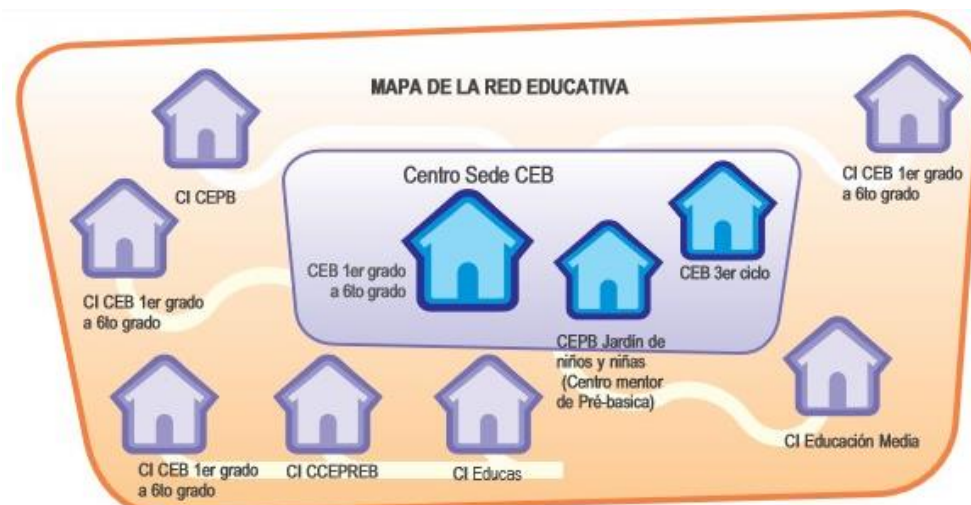 MAPA DE LA RED EDUCATIVA
CI CEPB
CI CEB 1er grado
a 6to grado
Centro Sede CEB
CEB 1er grado
a 6to grado
CEB 3er ciclo
CEPB Jardín de
niños y niñas
(Centro mentor
de Pré-basica)
CI CEB 1er grado
a 6to grado
CI Educación Media
CI CEB 1er grado
a 6to grado
CI CCEPREB
CI Educas